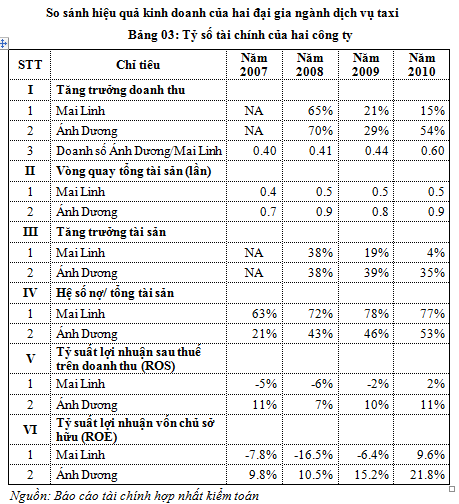 So sánh hiệu quả kinh doanh của hai đại gia ngành dịch vụ taxi
Bảng 03: Tỷ số tài chính của hai công ty
STT Chỉ tiêu Năm 2007 Năm 2008 Năm 2009 Năm 2010
I Tăng trưởng doanh thu
1 Mai Linh NA 65% 21% 15%
2 Ánh Dương NA 70% 29% 54%
3 Doanh số Ánh Dương/Mai Linh 0.40 0.41 0.44 0.60
II Vòng quay tổng tài sản (lần)
1 Mai Linh 0.4 0.5 0.5 0.5
2 Ánh Dương 0.7 0.9 0.8 0.9
III Tăng trưởng tài sản
1 Mai Linh NA 38% 19% 4%
2 Ánh Dương NA 38% 39% 35%
IV Hệ số nợ/ tổng tài sản
1 Mai Linh 63% 72% 78% 77%
2 Ánh Dương 21% 43% 46% 53%
V Tỷ suất lợi nhuận sau thuế
trên doanh thu (ROS)
1 Mai Linh -5% -6% -2% 2%
2 Ánh Dương 11% 7% 10% 11%
VI Tỷ suất lợi nhuận vốn chủ sở
hữu (ROE)
1 Mai Linh -7.8% -16.5% -6.4% 9.6%
2 Ánh Dương 9.8% 10.5% 15.2% 21.8%
Nguồn: Báo cáo tài chính hợp nhất kiểm toán